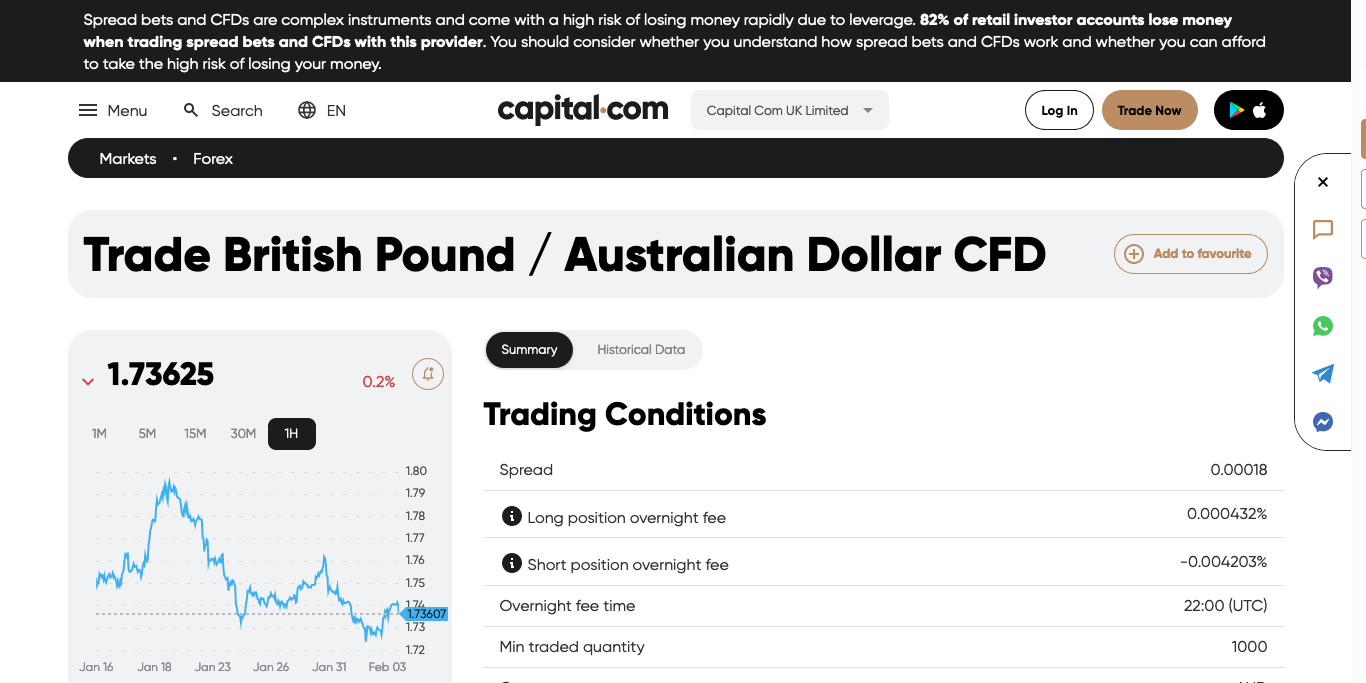 Spread bets and CFDs are complex instruments and come with a high risk of losing money rapidly due to leverage. 82% of retail investor accounts lose money
when trading spread bets and CFDs with this provider. You should consider whether you understand how spread bets and CFDs work and whether you can afford
to take the high risk of losing your money.
Menu Search EN capital.com Capital Com UK Limited Log In Trade Now
Markets • Forex
Trade British Pound / Australian Dollar CFD Add to favourite
1.73625 0.2%
1M 5M 15M 30M 1H
1.80
1.79
1.78
1.77
1.76
1.75
1.74
1.73607
1.73
1.72
Jan 16 Jan 18 Jan 23 Jan 26 Jan 31 Feb 03
Summary Historical Data
Trading Conditions
Spread 0.00018
Long position overnight fee 0.000432%
Short position overnight fee -0.004203%
Overnight fee time 22:00 (UTC)
Min traded quantity 1000